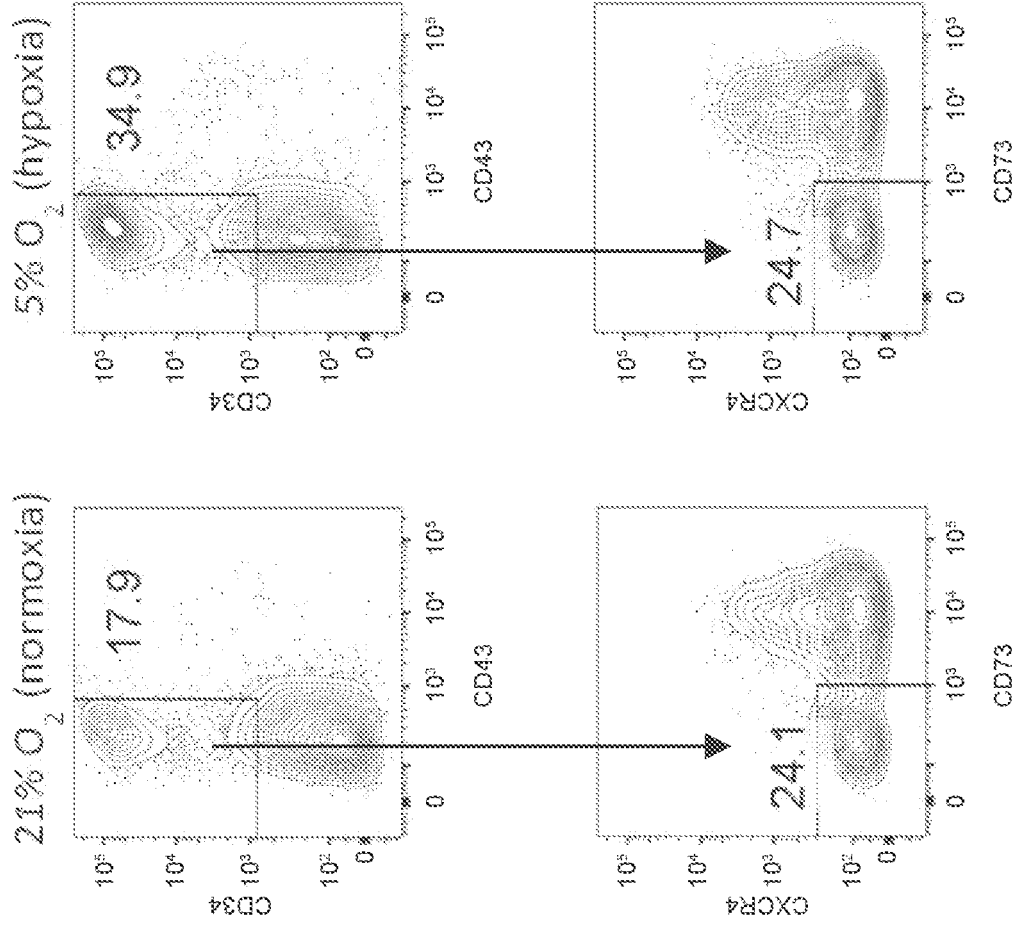 21% O₂ (normoxia)
17.9
10⁵
10⁴
10³
10²
0
CD34
0 10³ 10⁴ 10⁵
CD43
5% O₂ (hypoxia)
34.9
10⁵
10⁴
10³
10²
0
CD34
0 10³ 10⁴ 10⁵
CD43
24.1
10⁵
10⁴
10³
10²
0
CXCR4
0 10³ 10⁴ 10⁵
CD73
24.7
10⁵
10⁴
10³
10²
0
CXCR4
0 10³ 10⁴ 10⁵
CD73